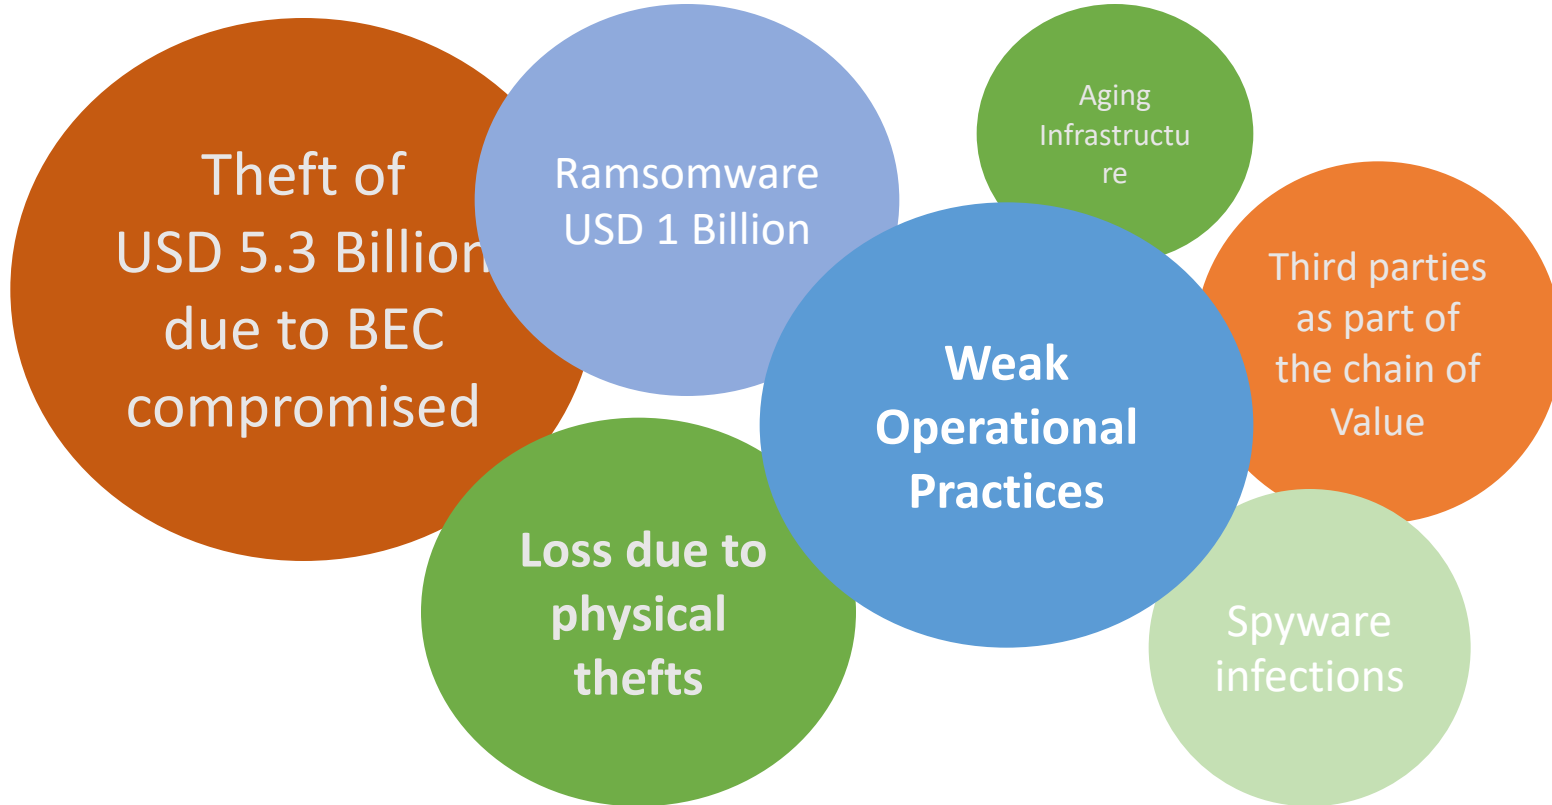 Theft of
USD 5.3 Billion
due to BEC
compromised
Ramsomware
USD 1 Billion
Aging
Infrastructu
re
Third parties
as part of
the chain of
Value
Weak
Operational
Practices
Loss due to
physical
thefts
Spyware
infections